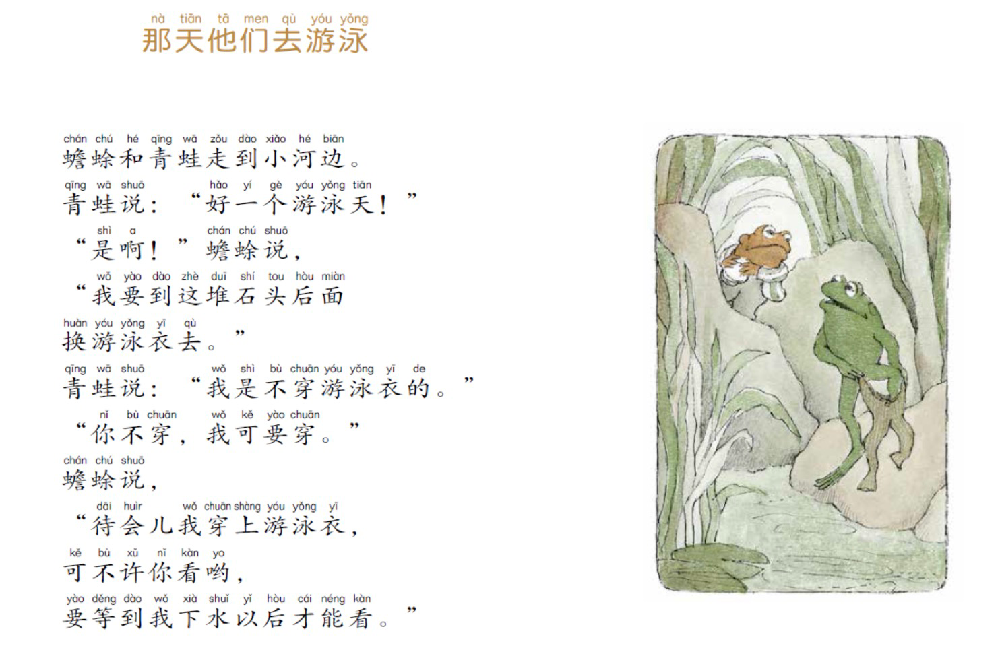 nà tiān tā men qù yóu yǒng
那天他们去游泳
chán chú hé qīng wā zǒu dào xiǎo hé biān
蟾蜍和青蛙走到小河边。
qīng wā shuō hǎo yí gè yóu yǒng tiān
青蛙说：“好一个游泳天！”
shì a chán chú shuō
“是啊！”蟾蜍说，
wǒ yào dào zhè duī shí tou hòu miàn
“我要到这堆石头后面
huàn yóu yǒng yī qù
换游泳衣去。”
qīng wā shuō wǒ shì bù chuān yóu yǒng yī de
青蛙说：“我是不穿游泳衣的。”
nǐ bù chuān wǒ kě yào chuān
“你不穿，我可要穿。”
chán chú shuō
蟾蜍说，
dāi huìr wǒ chuān shàng yóu yǒng yī
“待会儿我穿上游泳衣，
kě bù xǔ nǐ kàn yo
可不许你看哟，
yào děng dào wǒ xià shuǐ yǐ hòu cái néng kàn
要等到我下水以后才能看。”